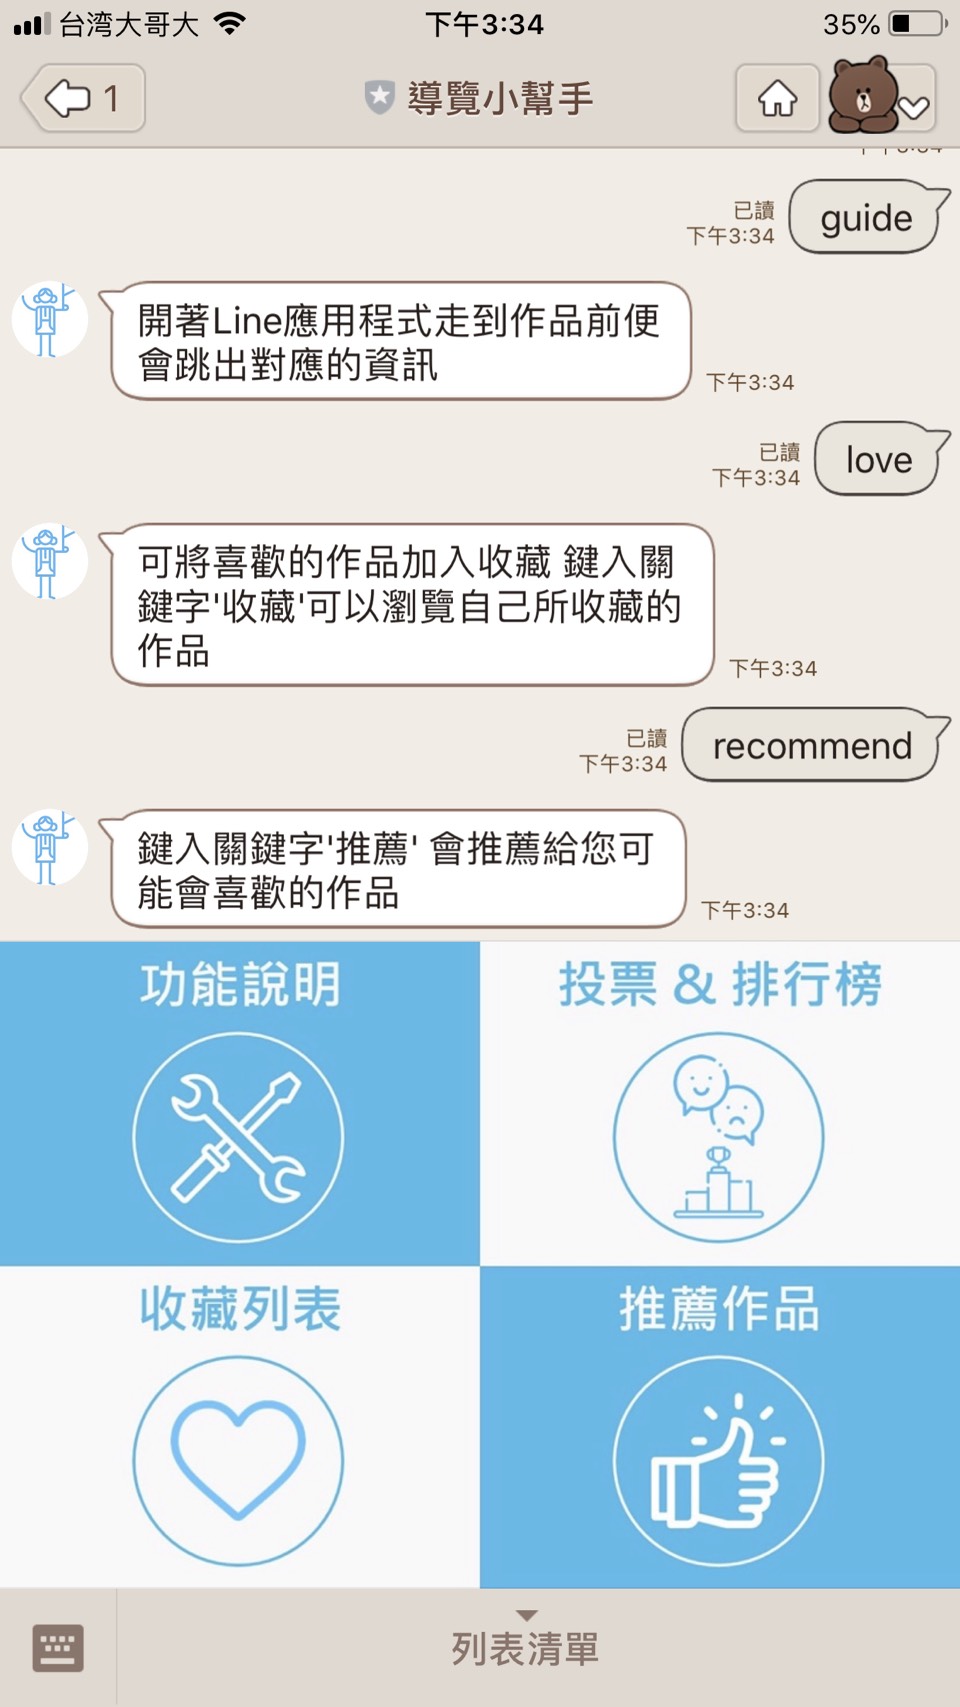 台湾大哥大
下午3:34
35%
1
導覽小幫手
已讀
下午3:34
guide
開著Line應用程式走到作品前便
會跳出對應的資訊
下午3:34
已讀
下午3:34
love
可將喜歡的作品加入收藏 鍵入關
鍵字'收藏'可以瀏覽自己所收藏的
作品
下午3:34
已讀
下午3:34
recommend
鍵入關鍵字'推薦' 會推薦給您可
能會喜歡的作品
下午3:34
功能說明
投票 & 排行榜
收藏列表
推薦作品
列表清單